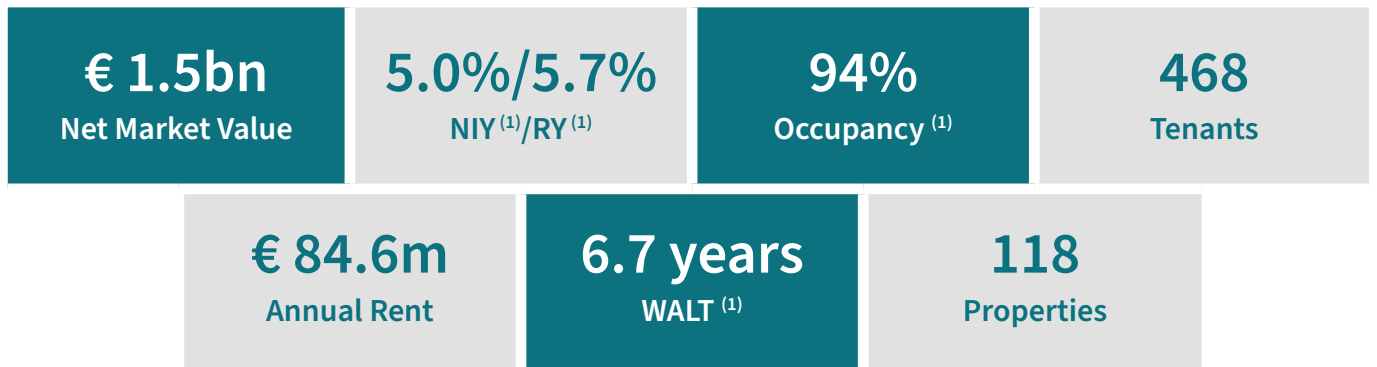 € 1.5bn
Net Market Value
5.0%/5.7%
NIY (1)/RY (1)
94%
Occupancy (1)
468
Tenants
€ 84.6m
Annual Rent
6.7 years
WALT (1)
118
Properties